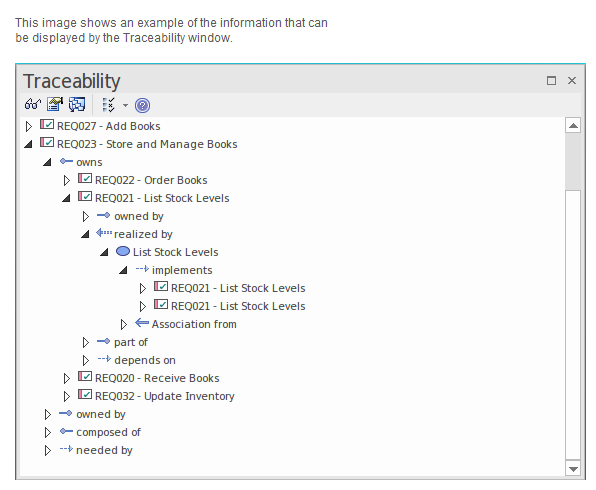 This image shows an example of the information that can
be displayed by the Traceability window.
Traceability
REQ027 - Add Books
REQ023 - Store and Manage Books
owns
REQ022 - Order Books
REQ021 - List Stock Levels
owned by
realized by
List Stock Levels
implements
REQ021 - List Stock Levels
REQ021 - List Stock Levels
Association from
part of
depends on
REQ020 - Receive Books
REQ032 - Update Inventory
owned by
composed of
needed by